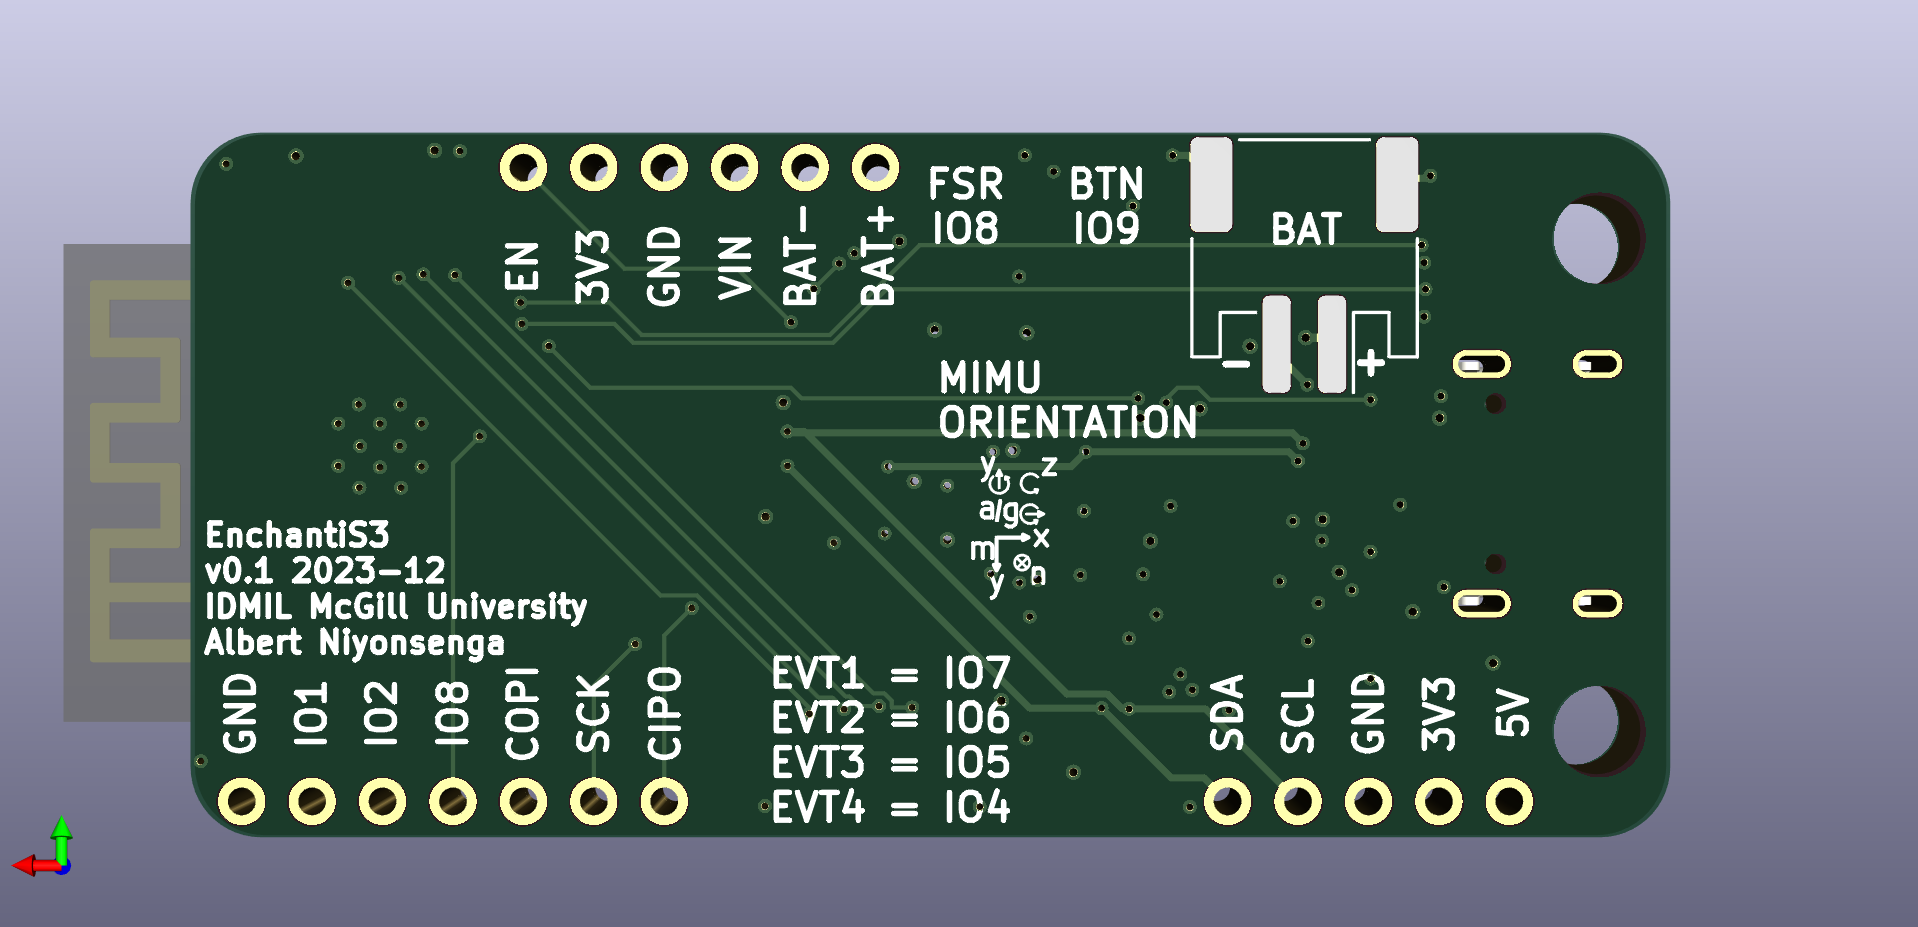 EN
3V3
GND
VIN
BAT-
BAT+
FSR
IO8
BTN
IO9
BAT
- +
MIMU
ORIENTATION
y z
a/g
x
m
n
y
EnchantiS3
v0.1 2023-12
IDMIL McGill University
Albert Niyonsenga
GND
IO1
IO2
IO8
COPI
SCK
CIPO
EVT1 = IO7
EVT2 = IO6
EVT3 = IO5
EVT4 = IO4
SDA
SCL
GND
3V3
5V